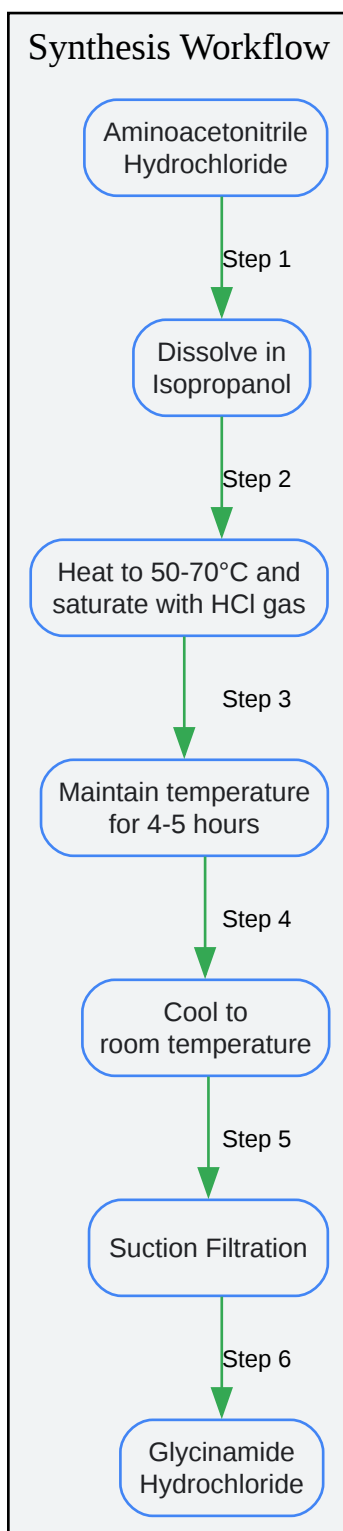 Synthesis Workflow
Aminoacetonitrile
Hydrochloride
Step 1
Dissolve in
Isopropanol
Step 2
Heat to 50-70°C and
saturate with HCl gas
Step 3
Maintain temperature
for 4-5 hours
Step 4
Cool to
room temperature
Step 5
Suction Filtration
Step 6
Glycinamide
Hydrochloride